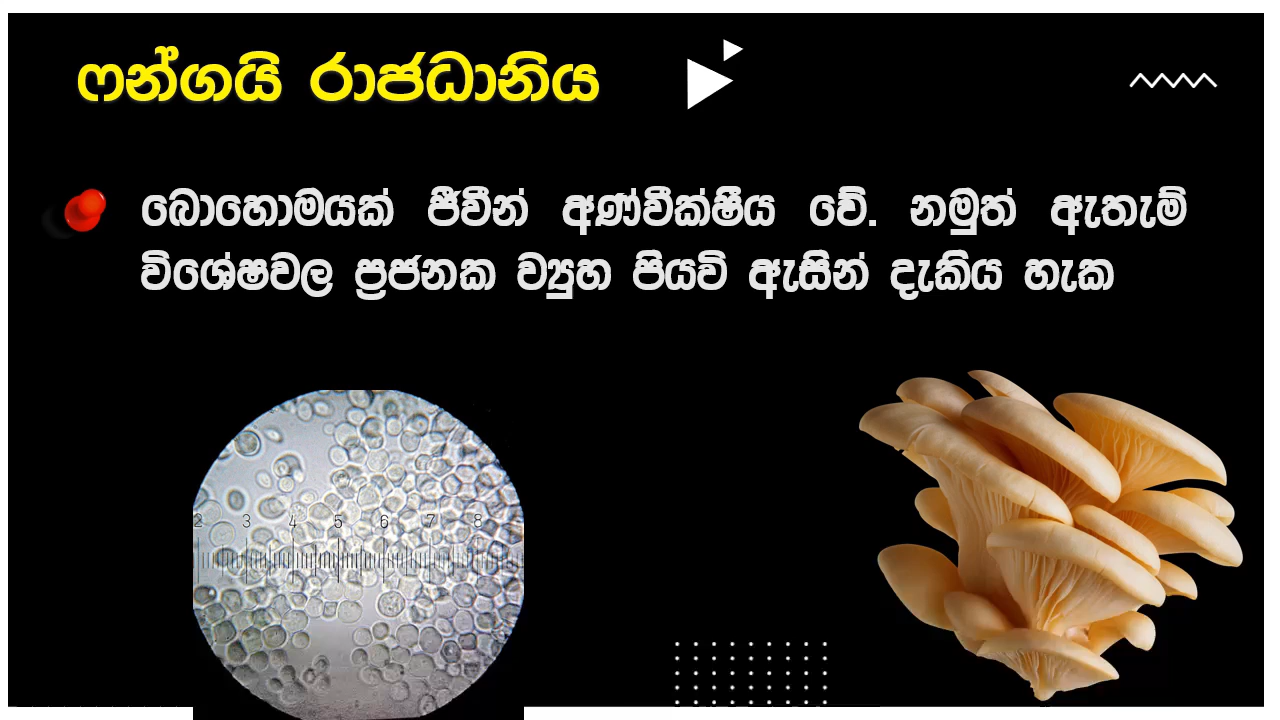 ෆන්ගයි රාජධානිය
බොහොමයක් ජීවීන් අණ්වීක්ෂීය වේ. නමුත් ඇතැම්
විශේෂවල ප්‍රජනක ව්‍යුහ පියවි ඇසින් දැකිය හැක
2 3 4 5 6 7 8